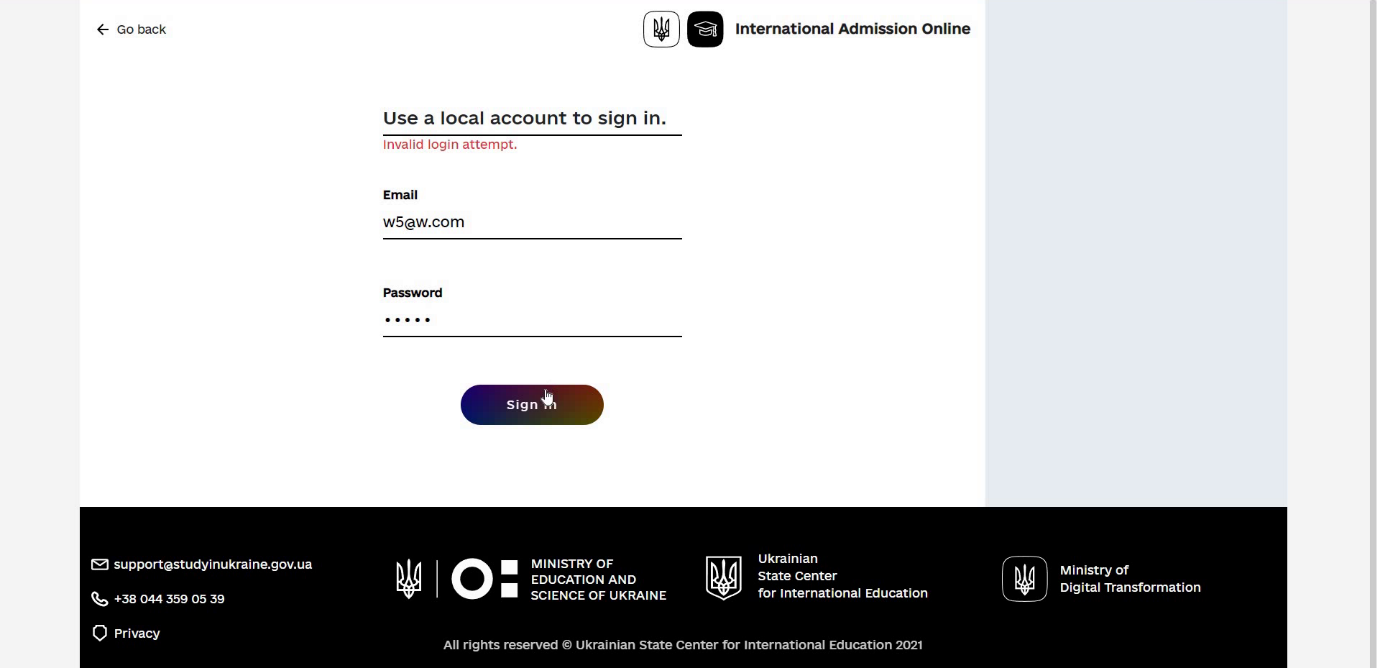 Go back
International Admission Online
Use a local account to sign in.
Invalid login attempt.
Email
w5@w.com
Password
•••••
Sign in
support@studyinukraine.gov.ua
+38 044 359 05 39
Privacy
MINISTRY OF
EDUCATION AND
SCIENCE OF UKRAINE
Ukrainian
State Center
for International Education
Ministry of
Digital Transformation
All rights reserved © Ukrainian State Center for International Education 2021